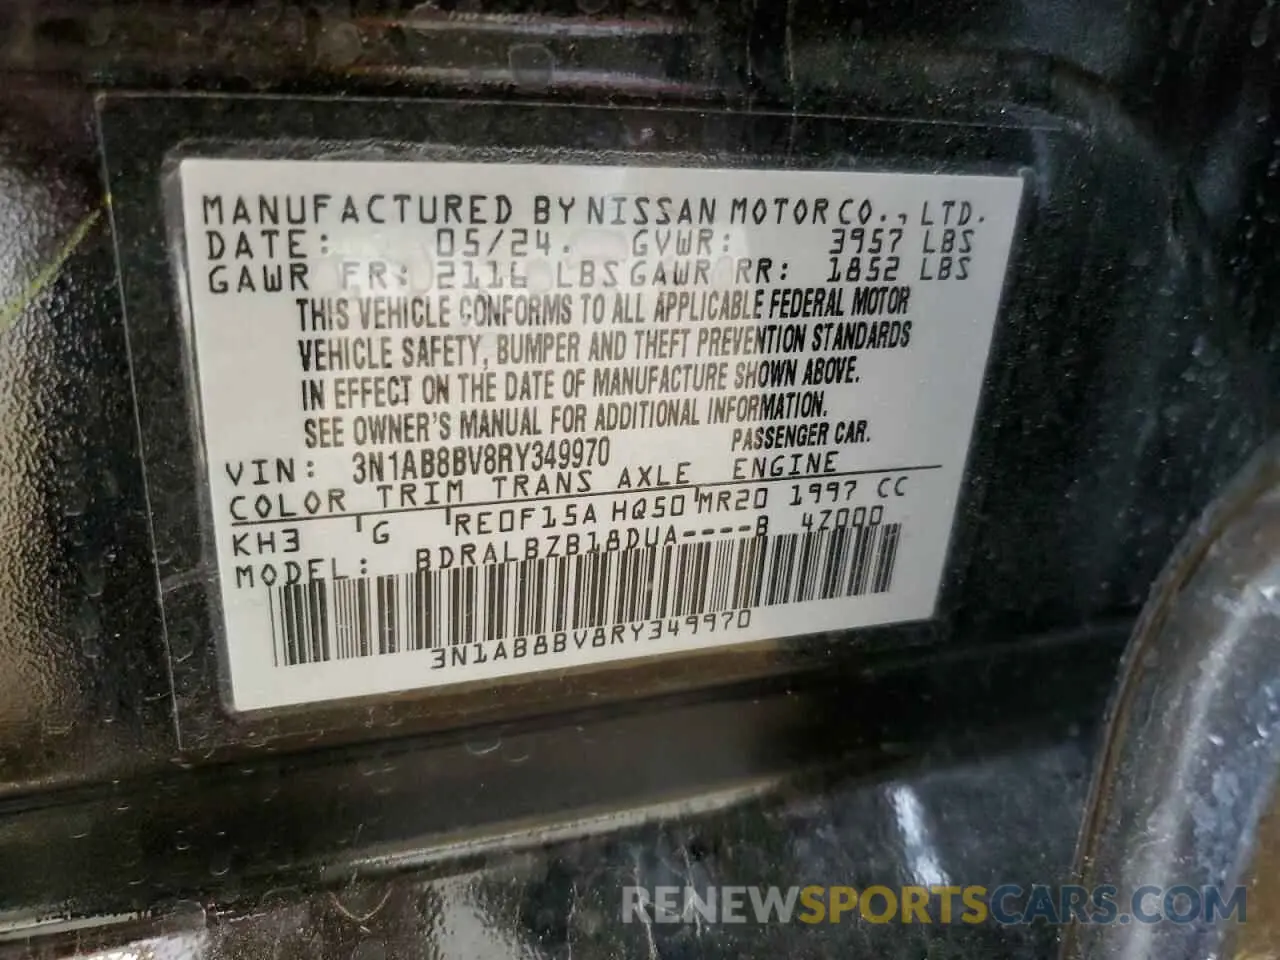 MANUFACTURED BY NISSAN MOTOR CO., LTD.
DATE: 05/24. GVWR: 3957 LBS
GAWR FR: 2116 LBS GAWR RR: 1852 LBS
THIS VEHICLE CONFORMS TO ALL APPLICABLE FEDERAL MOTOR
VEHICLE SAFETY, BUMPER AND THEFT PREVENTION STANDARDS
IN EFFECT ON THE DATE OF MANUFACTURE SHOWN ABOVE.
SEE OWNER'S MANUAL FOR ADDITIONAL INFORMATION.
VIN: 3N1AB8BV8RY349970 PASSENGER CAR.
COLOR TRIM TRANS AXLE ENGINE
KH3 G RE0F15A HQ50 MR20 1997 CC
MODEL: BDRALBZB18DUA----B 4Z000
3N1AB8BV8RY349970
RENEWSPORTSCARS.COM